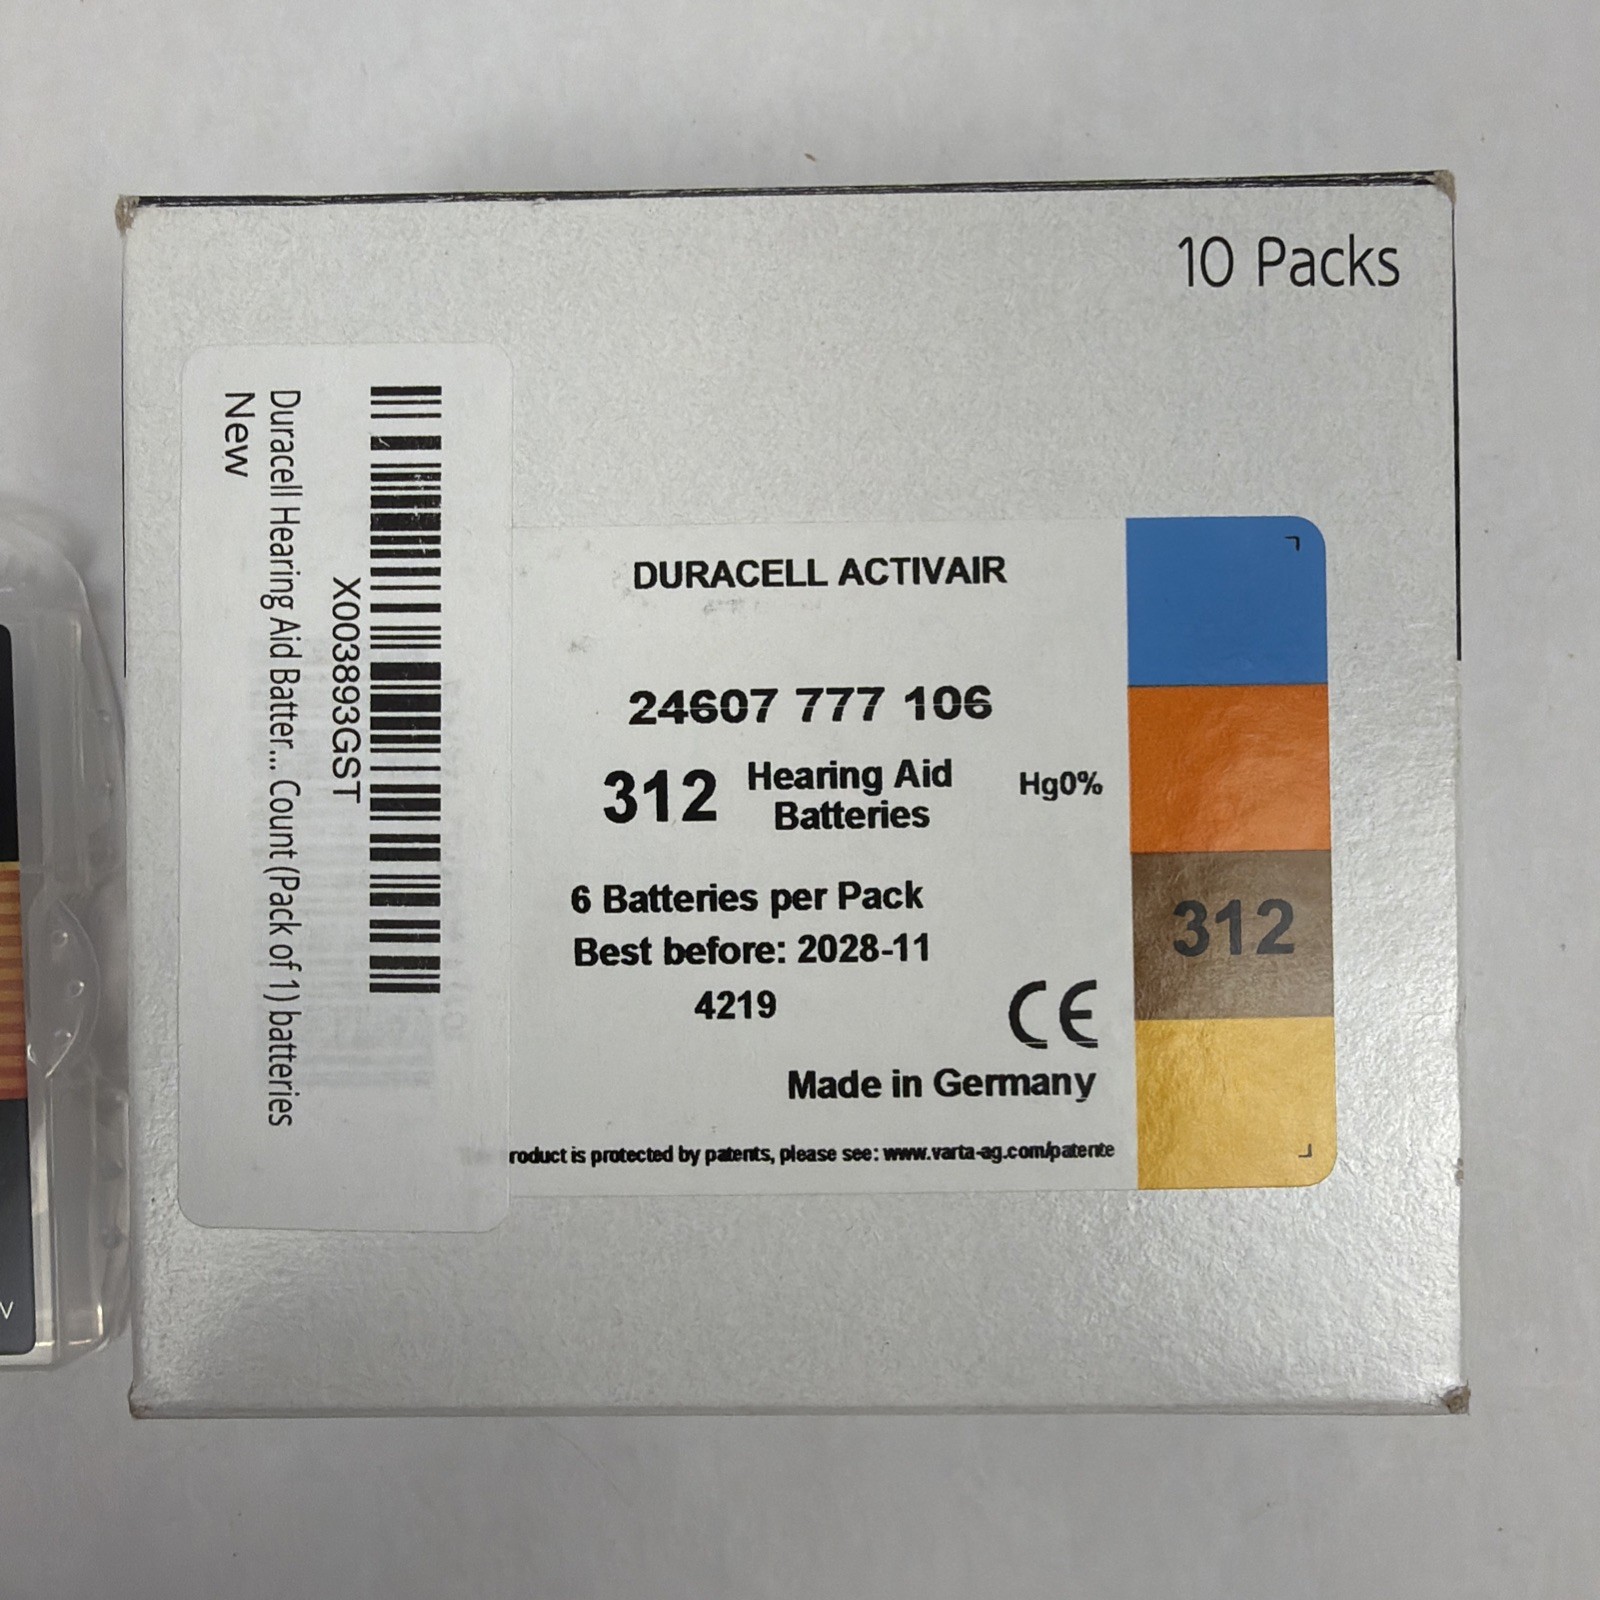 10 Packs
X003893GST
Duracell Hearing Aid Batter... Count (Pack of 1) batteries
New
DURACELL ACTIVAIR
24607 777 106
312 Hearing Aid Batteries Hg0%
6 Batteries per Pack
Best before: 2028-11
4219
CE
Made in Germany
roduct is protected by patents, please see: www.varta-ag.com/patente
312
V